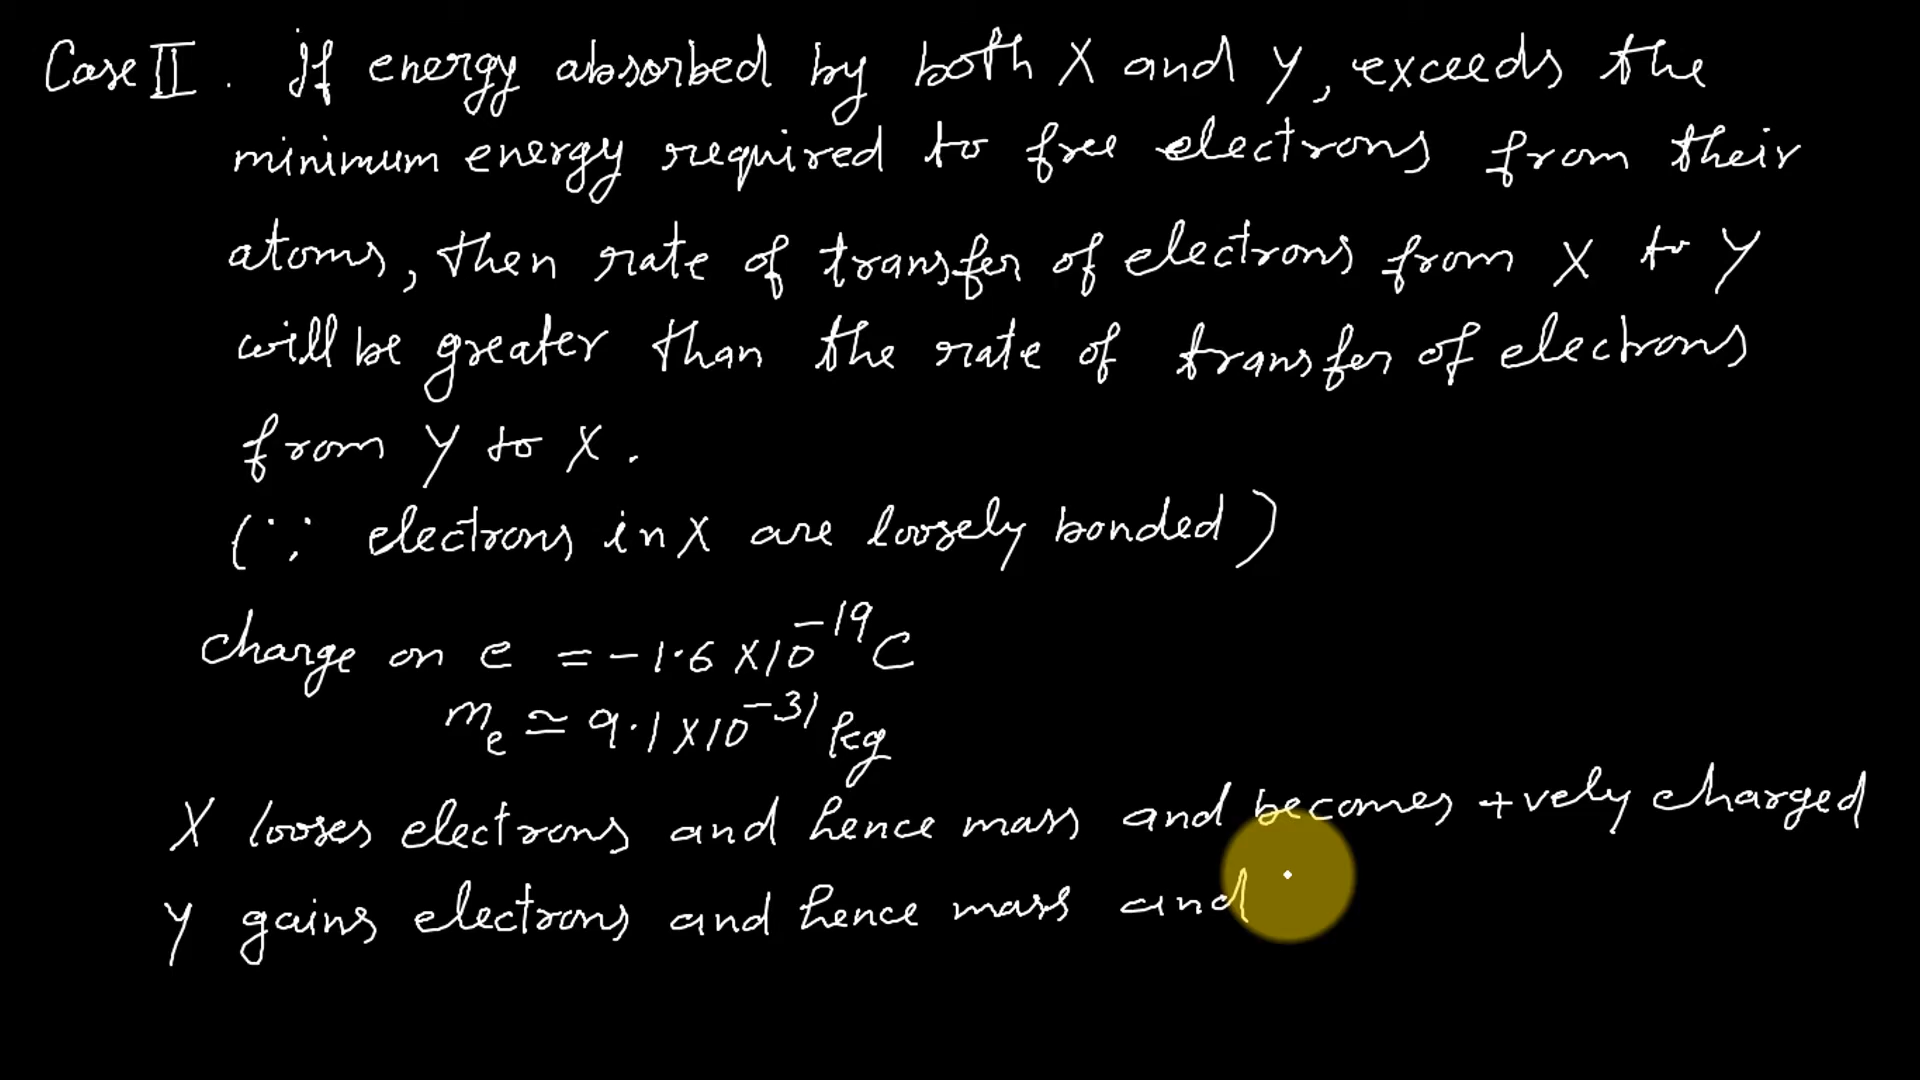 Case II. If energy absorbed by both X and Y, exceeds the
minimum energy required to free electrons from their
atoms, then rate of transfer of electrons from X to Y
will be greater than the rate of transfer of electrons
from Y to X.
(∵ electrons in X are loosely bonded)
charge on e = -1.6 X10⁻¹⁹ C
mₑ ≃ 9.1 X10⁻³¹ kg
X looses electrons and hence mass and becomes +vely charged
Y gains electrons and hence mass and